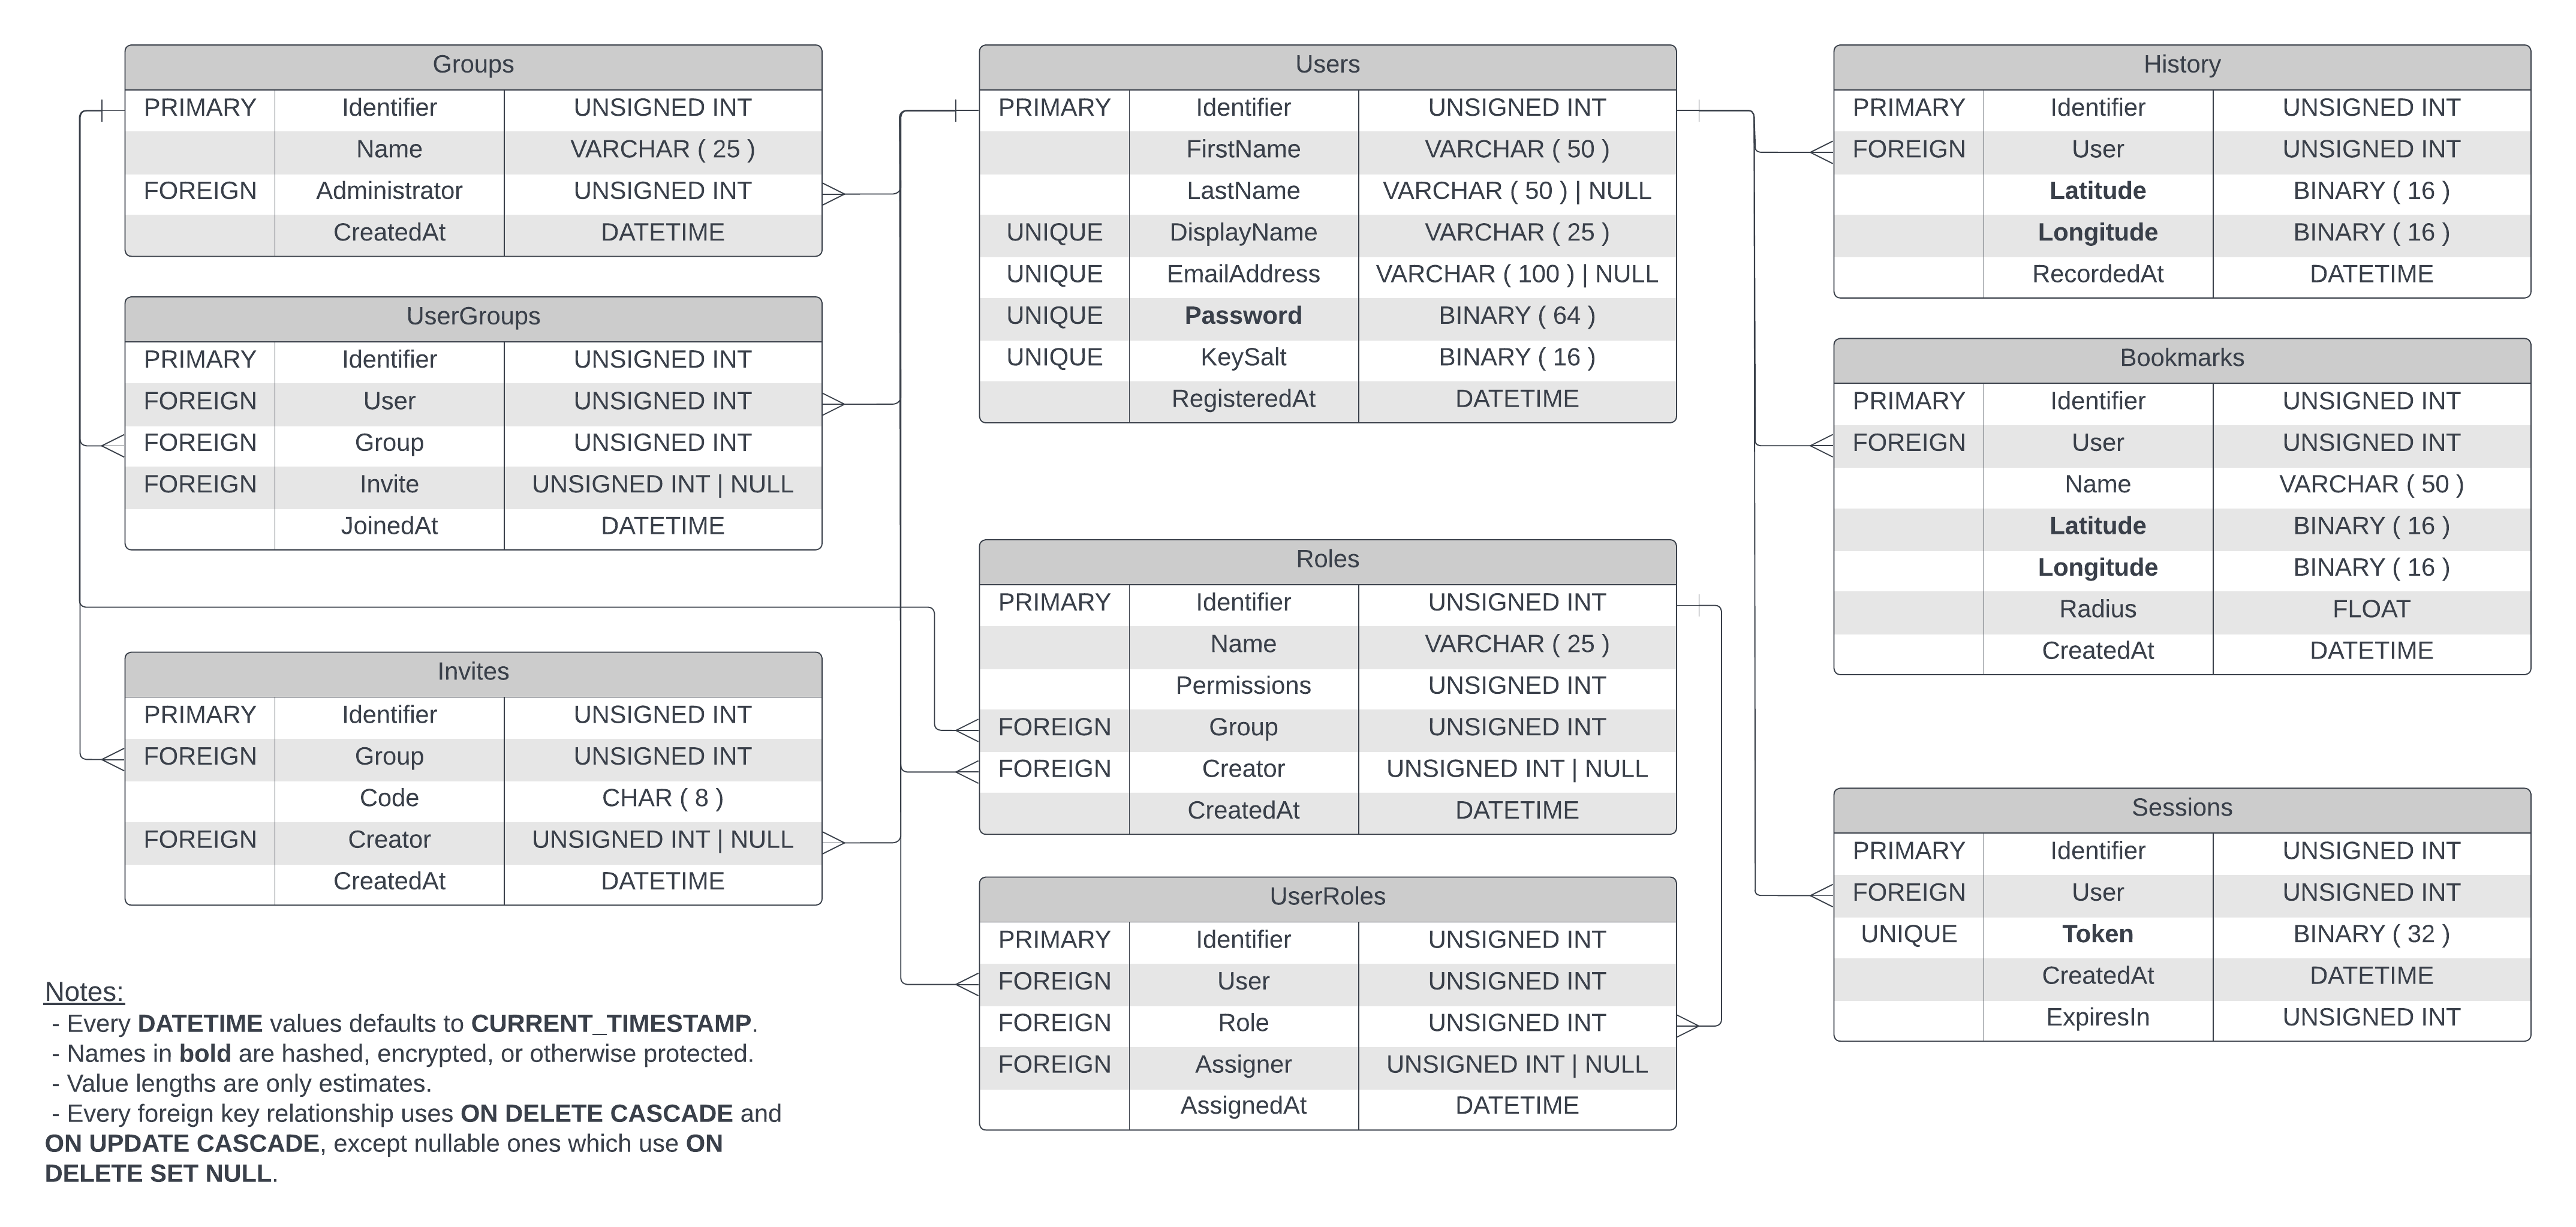 Groups
PRIMARY Identifier UNSIGNED INT
Name VARCHAR ( 25 )
FOREIGN Administrator UNSIGNED INT
CreatedAt DATETIME
UserGroups
PRIMARY Identifier UNSIGNED INT
FOREIGN User UNSIGNED INT
FOREIGN Group UNSIGNED INT
FOREIGN Invite UNSIGNED INT | NULL
JoinedAt DATETIME
Invites
PRIMARY Identifier UNSIGNED INT
FOREIGN Group UNSIGNED INT
Code CHAR ( 8 )
FOREIGN Creator UNSIGNED INT | NULL
CreatedAt DATETIME
Notes:
- Every DATETIME values defaults to CURRENT_TIMESTAMP.
- Names in bold are hashed, encrypted, or otherwise protected.
- Value lengths are only estimates.
- Every foreign key relationship uses ON DELETE CASCADE and
ON UPDATE CASCADE, except nullable ones which use ON
DELETE SET NULL.
Users
PRIMARY Identifier UNSIGNED INT
FirstName VARCHAR ( 50 )
LastName VARCHAR ( 50 ) | NULL
UNIQUE DisplayName VARCHAR ( 25 )
UNIQUE EmailAddress VARCHAR ( 100 ) | NULL
UNIQUE Password BINARY ( 64 )
UNIQUE KeySalt BINARY ( 16 )
RegisteredAt DATETIME
Roles
PRIMARY Identifier UNSIGNED INT
Name VARCHAR ( 25 )
Permissions UNSIGNED INT
FOREIGN Group UNSIGNED INT
FOREIGN Creator UNSIGNED INT | NULL
CreatedAt DATETIME
UserRoles
PRIMARY Identifier UNSIGNED INT
FOREIGN User UNSIGNED INT
FOREIGN Role UNSIGNED INT
FOREIGN Assigner UNSIGNED INT | NULL
AssignedAt DATETIME
History
PRIMARY Identifier UNSIGNED INT
FOREIGN User UNSIGNED INT
Latitude BINARY ( 16 )
Longitude BINARY ( 16 )
RecordedAt DATETIME
Bookmarks
PRIMARY Identifier UNSIGNED INT
FOREIGN User UNSIGNED INT
Name VARCHAR ( 50 )
Latitude BINARY ( 16 )
Longitude BINARY ( 16 )
Radius FLOAT
CreatedAt DATETIME
Sessions
PRIMARY Identifier UNSIGNED INT
FOREIGN User UNSIGNED INT
UNIQUE Token BINARY ( 32 )
CreatedAt DATETIME
ExpiresIn UNSIGNED INT